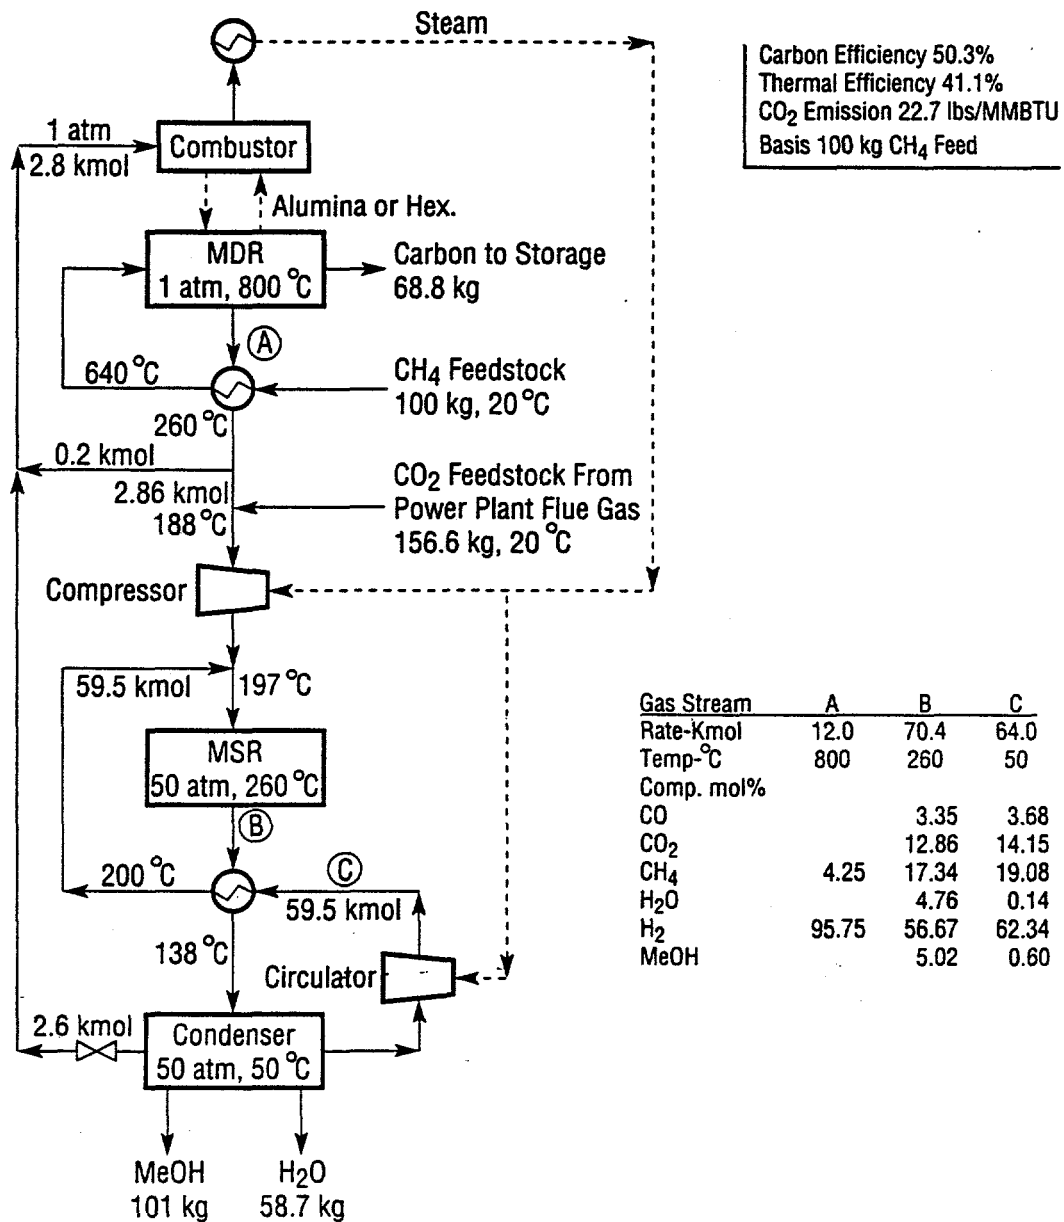 Steam
Carbon Efficiency 50.3%
Thermal Efficiency 41.1%
CO₂ Emission 22.7 lbs/MMBTU
Basis 100 kg CH₄ Feed
1 atm
2.8 kmol
Combustor
Alumina or Hex.
MDR
1 atm, 800 °C
Carbon to Storage
68.8 kg
A
640 °C
CH₄ Feedstock
100 kg, 20 °C
260 °C
0.2 kmol
2.86 kmol
188 °C
CO₂ Feedstock From
Power Plant Flue Gas
156.6 kg, 20 °C
Compressor
59.5 kmol
197 °C
MSR
50 atm, 260 °C
B
200 °C
C
59.5 kmol
138 °C
Circulator
2.6 kmol
Condenser
50 atm, 50 °C
MeOH
101 kg
H₂O
58.7 kg
Gas Stream A B C
Rate-Kmol 12.0 70.4 64.0
Temp-°C 800 260 50
Comp. mol%
CO 3.35 3.68
CO₂ 12.86 14.15
CH₄ 4.25 17.34 19.08
H₂O 4.76 0.14
H₂ 95.75 56.67 62.34
MeOH 5.02 0.60